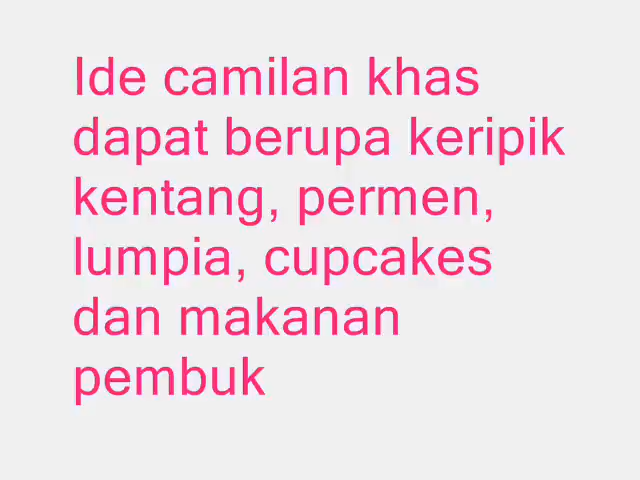 Ide camilan khas
dapat berupa keripik
kentang, permen,
lumpia, cupcakes
dan makanan
pembuk